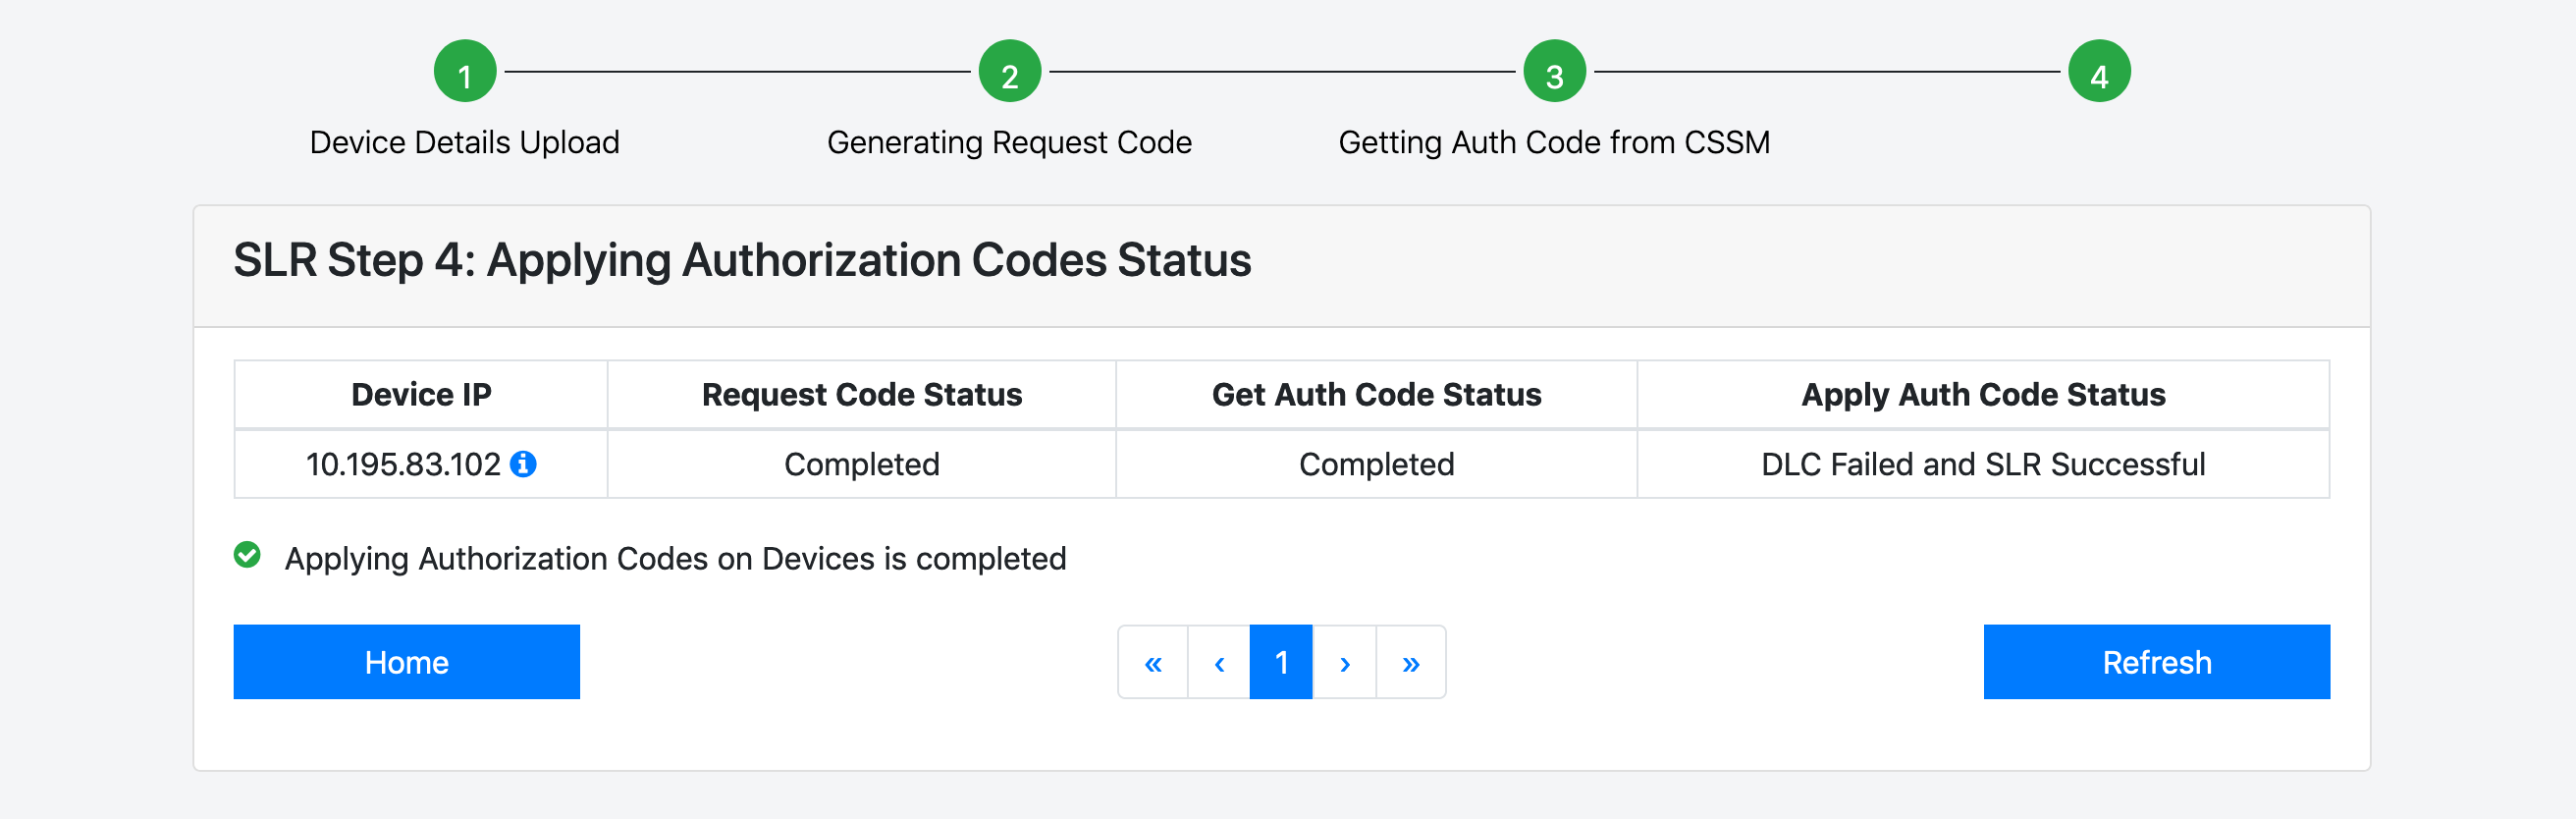 1 2 3 4
Device Details Upload Generating Request Code Getting Auth Code from CSSM
SLR Step 4: Applying Authorization Codes Status
Device IP Request Code Status Get Auth Code Status Apply Auth Code Status
10.195.83.102 Completed Completed DLC Failed and SLR Successful
Applying Authorization Codes on Devices is completed
Home « ‹ 1 › » Refresh